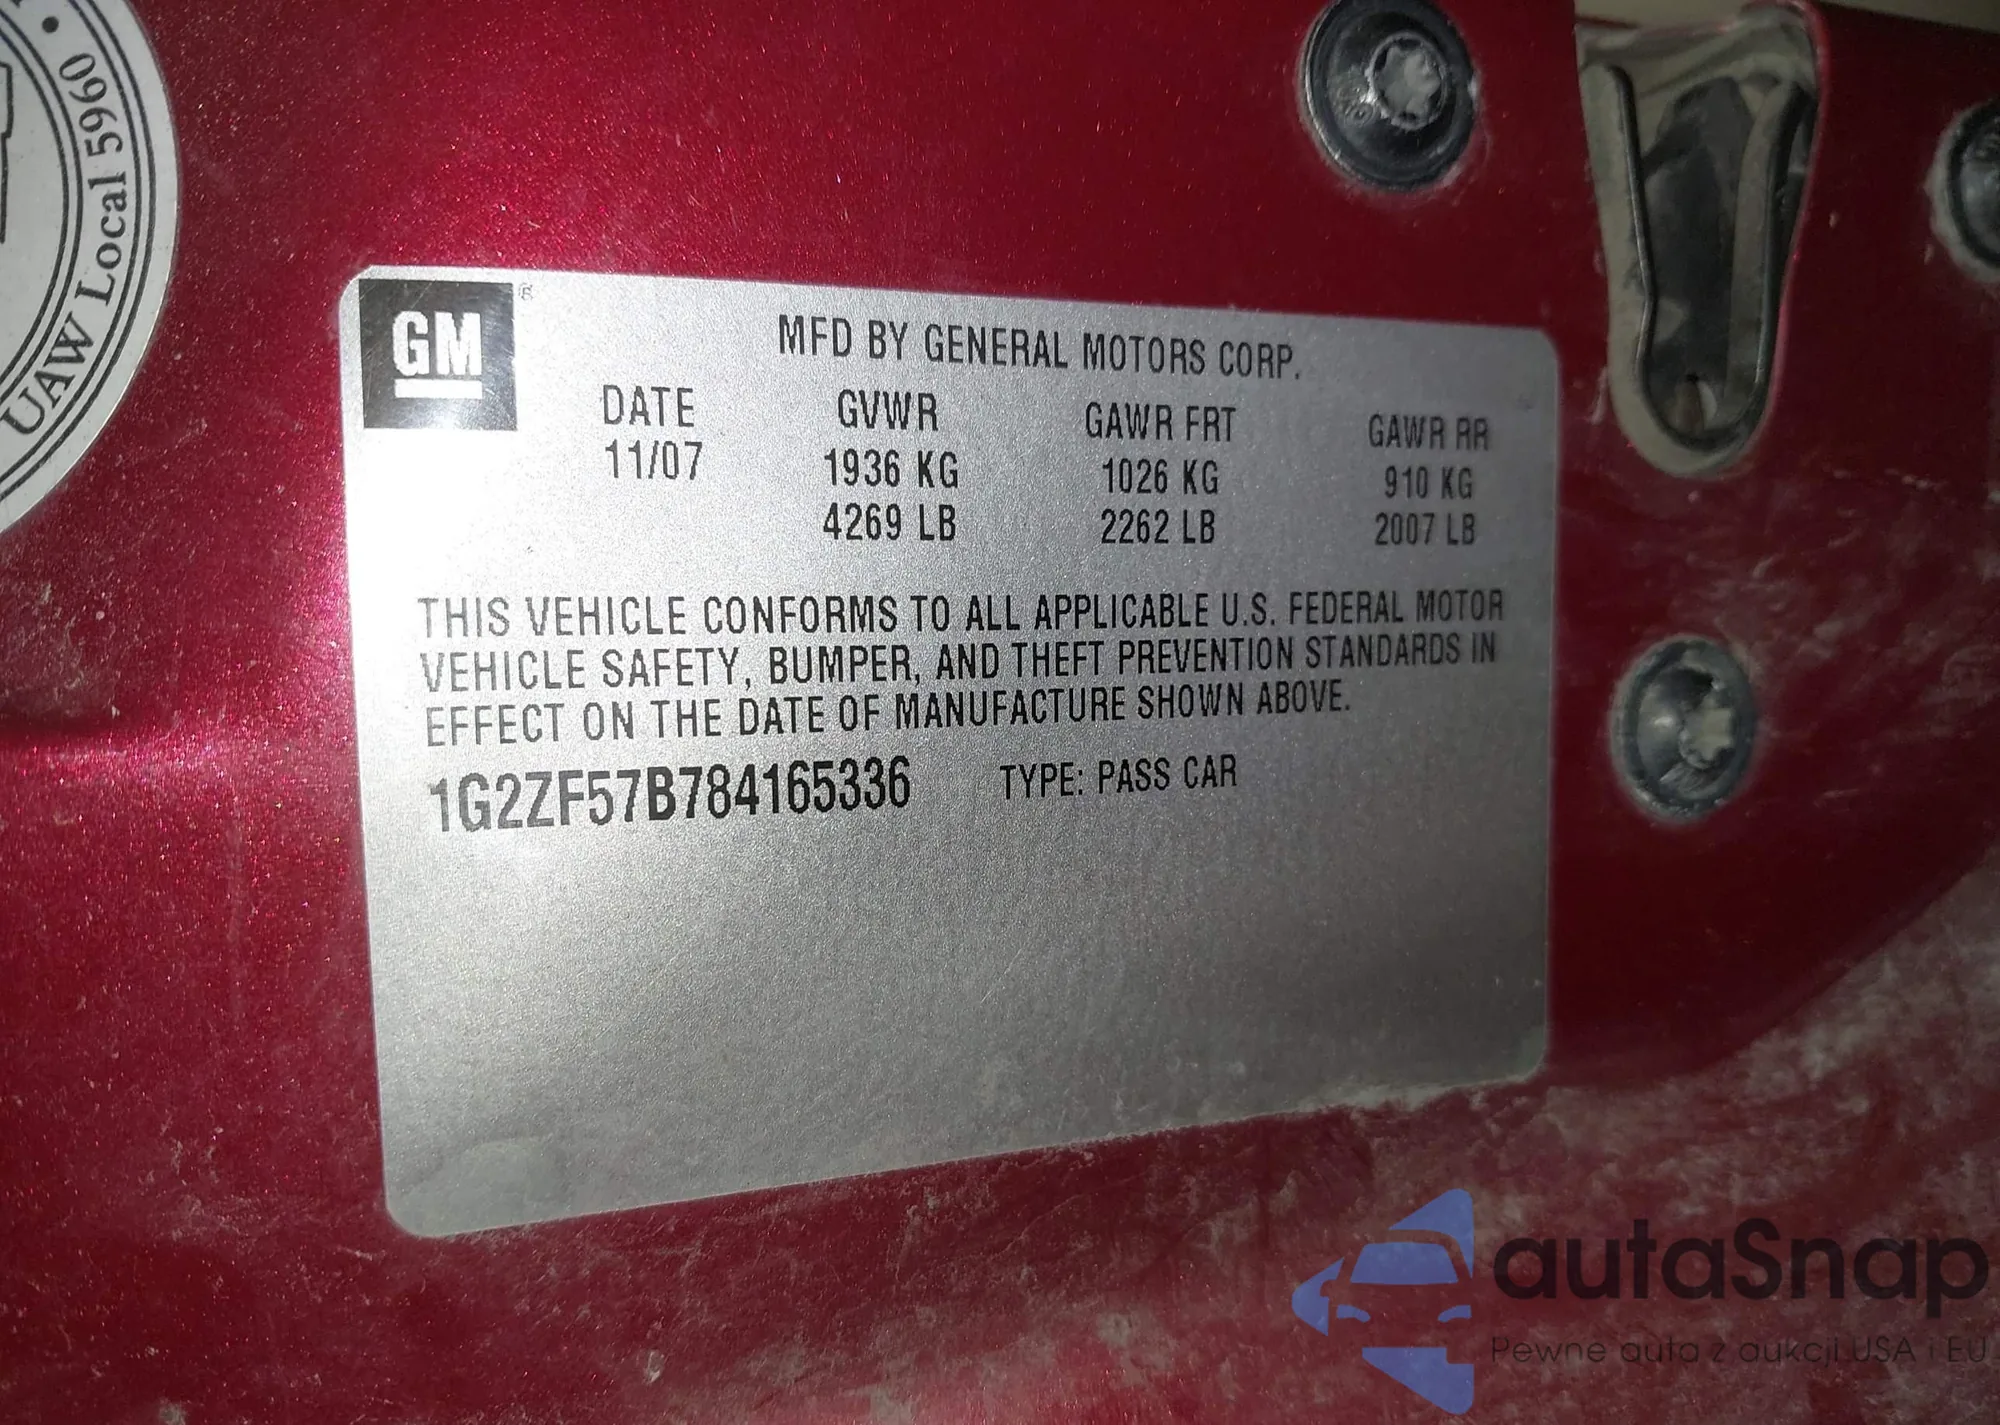 • UAW Local 5960
GM
®
MFD BY GENERAL MOTORS CORP.
DATE GVWR GAWR FRT GAWR RR
11/07 1936 KG 1026 KG 910 KG
4269 LB 2262 LB 2007 LB
THIS VEHICLE CONFORMS TO ALL APPLICABLE U.S. FEDERAL MOTOR
VEHICLE SAFETY, BUMPER, AND THEFT PREVENTION STANDARDS IN
EFFECT ON THE DATE OF MANUFACTURE SHOWN ABOVE.
1G2ZF57B784165336 TYPE: PASS CAR
autaSnap
Pewne auta z aukcji USA i EU